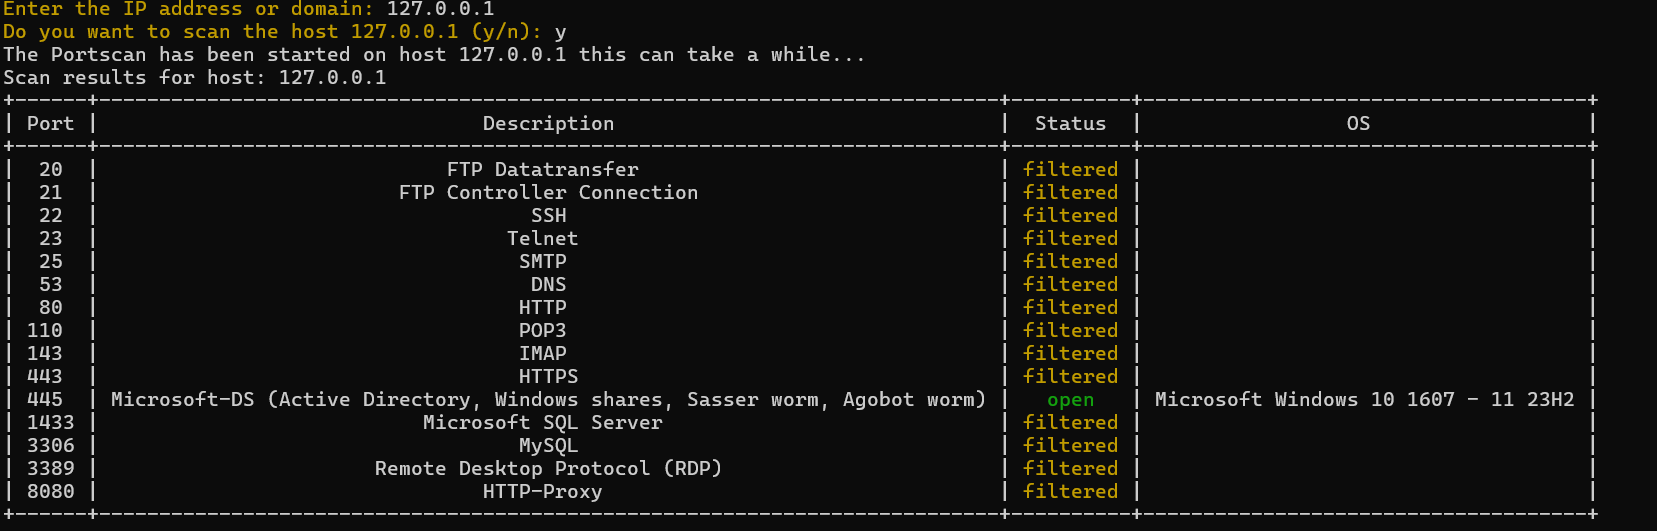 Enter the IP address or domain: 127.0.0.1
Do you want to scan the host 127.0.0.1 (y/n): y
The Portscan has been started on host 127.0.0.1 this can take a while...
Scan results for host: 127.0.0.1
+------+---------------------------------------------------------------------------+----------+-------------------------------------+
| Port | Description | Status | OS |
+------+---------------------------------------------------------------------------+----------+-------------------------------------+
| 20 | FTP Datatransfer | filtered | |
| 21 | FTP Controller Connection | filtered | |
| 22 | SSH | filtered | |
| 23 | Telnet | filtered | |
| 25 | SMTP | filtered | |
| 53 | DNS | filtered | |
| 80 | HTTP | filtered | |
| 110 | POP3 | filtered | |
| 143 | IMAP | filtered | |
| 443 | HTTPS | filtered | |
| 445 | Microsoft-DS (Active Directory, Windows shares, Sasser worm, Agobot worm) | open | Microsoft Windows 10 1607 - 11 23H2 |
| 1433 | Microsoft SQL Server | filtered | |
| 3306 | MySQL | filtered | |
| 3389 | Remote Desktop Protocol (RDP) | filtered | |
| 8080 | HTTP-Proxy | filtered | |
+------+---------------------------------------------------------------------------+----------+-------------------------------------+